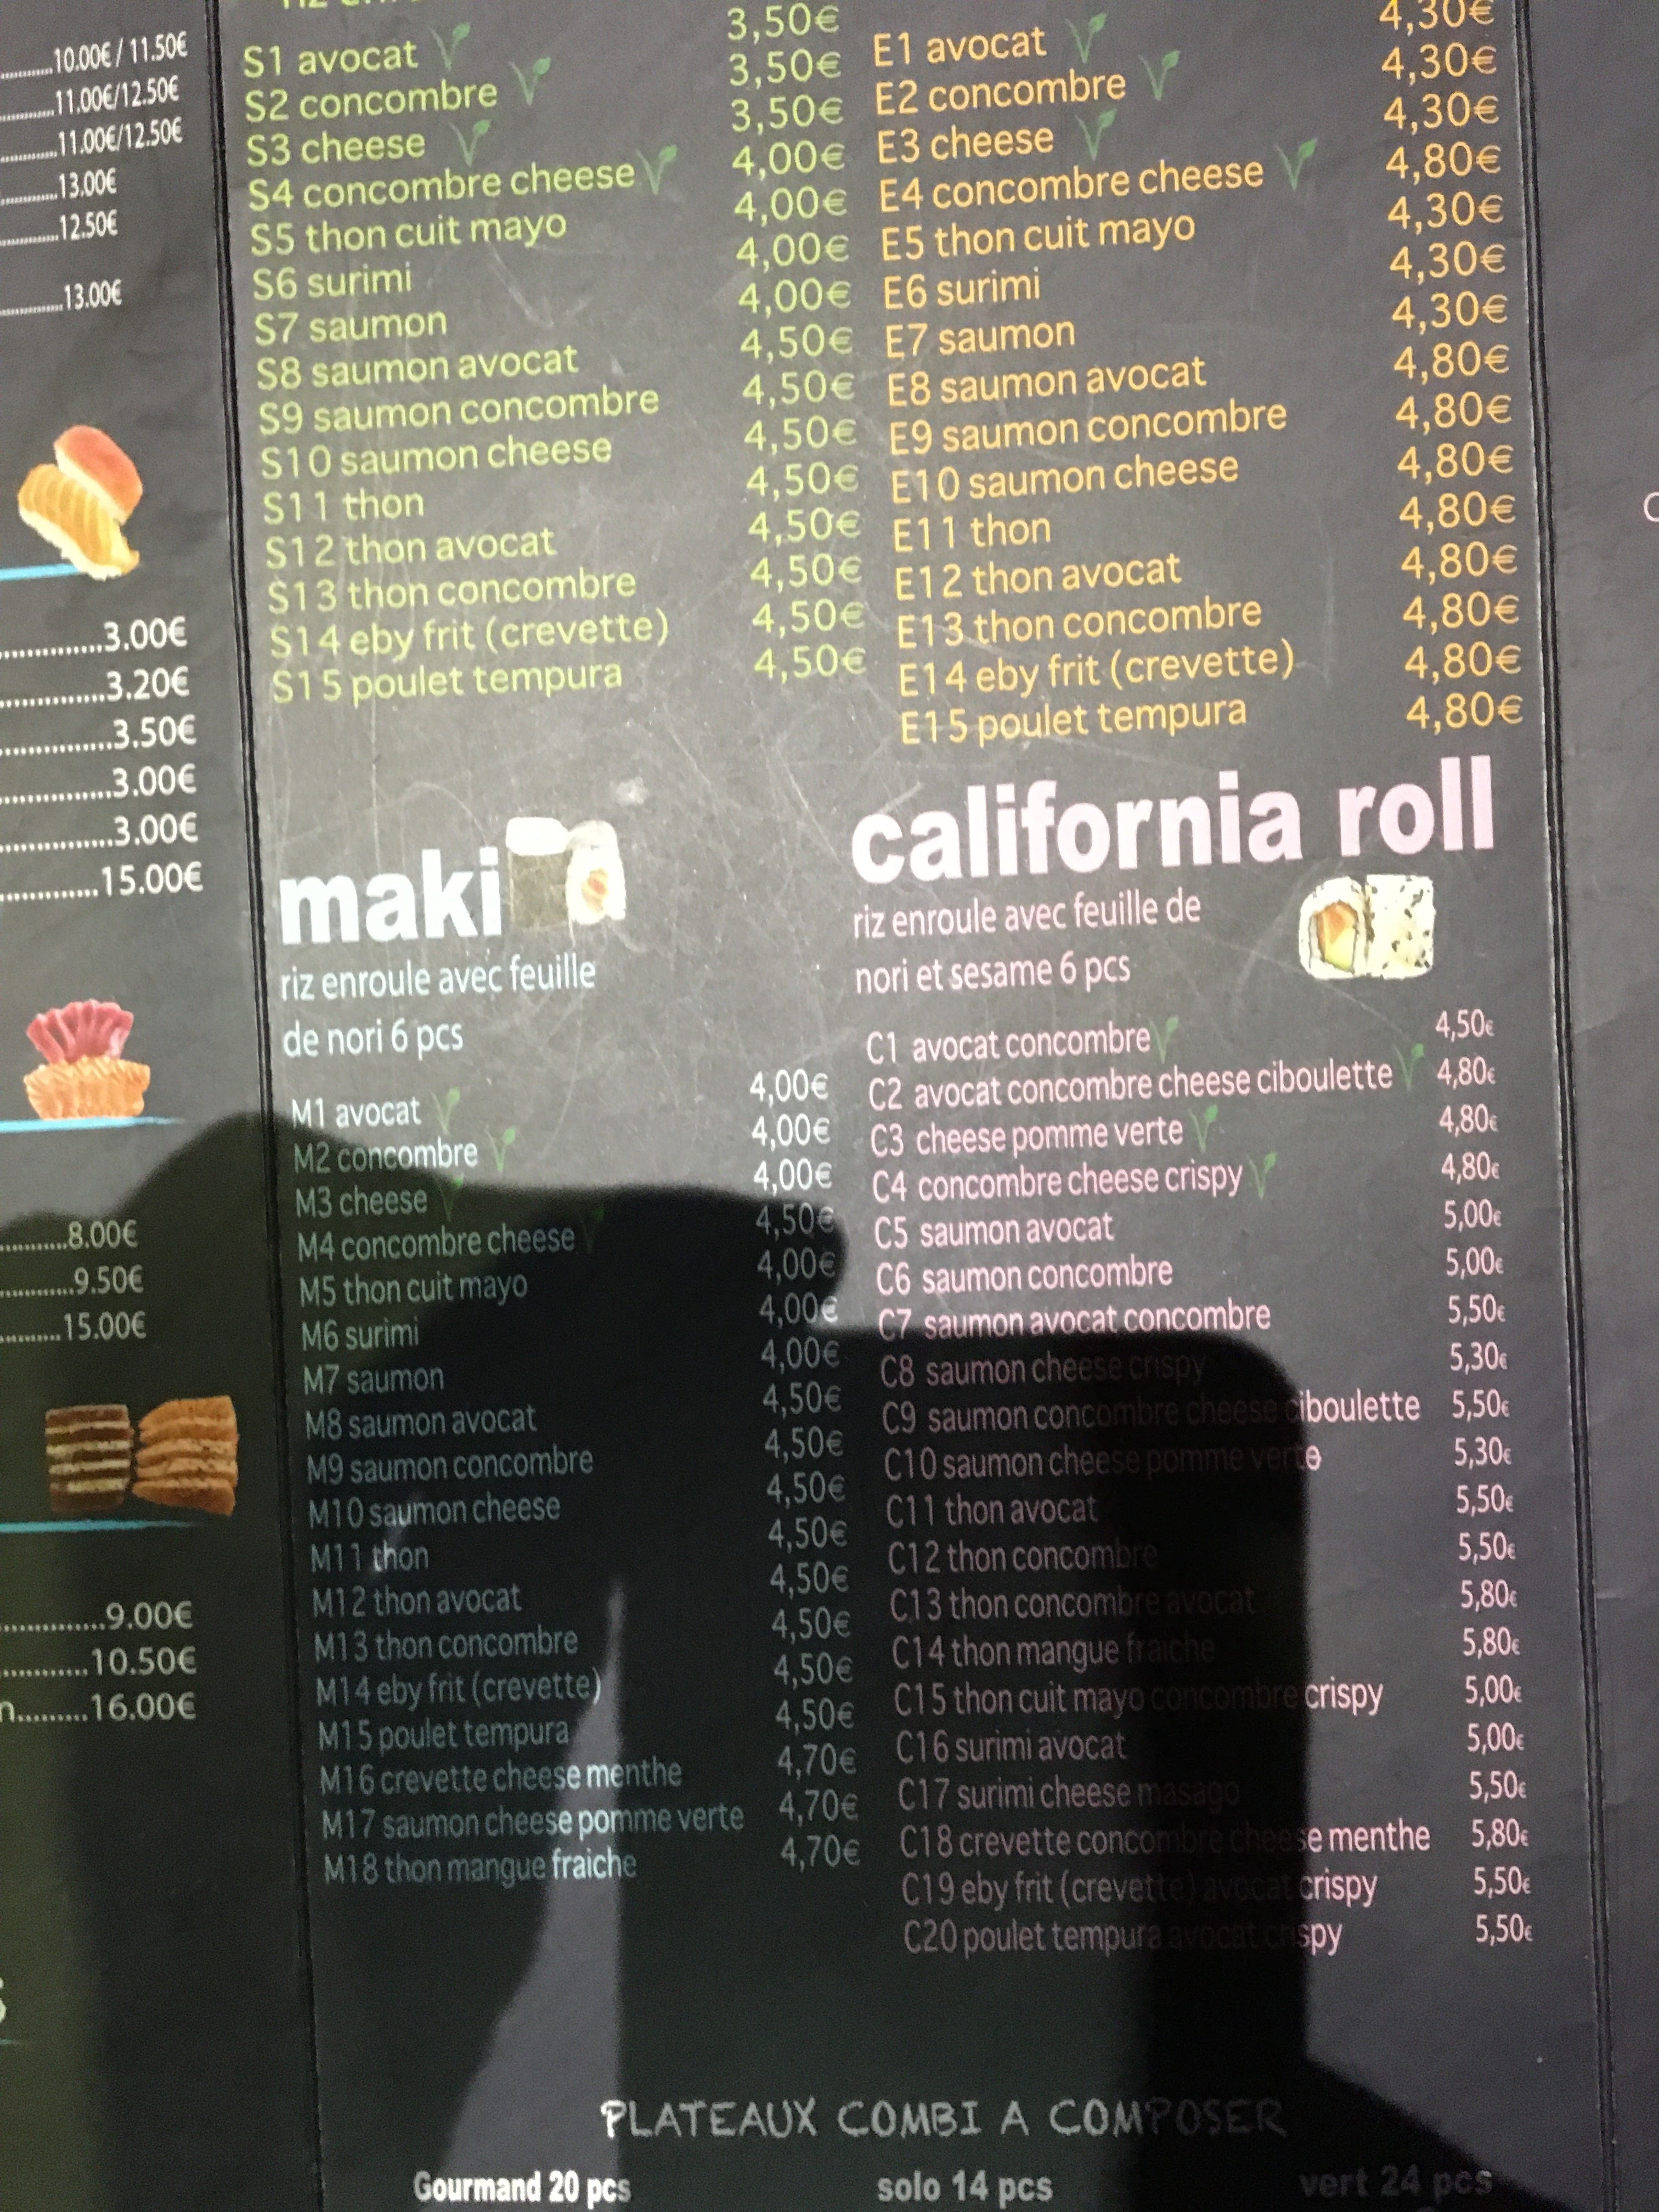 10.00€ / 11.50€
11.00€/12.50€
11.00€/12.50€
13.00€
12.50€
13.00€
3.00€
3.20€
3.50€
3.00€
3.00€
15.00€
8.00€
9.50€
15.00€
9.00€
10.50€
16.00€
3,50€
S1 avocat 3,50€
S2 concombre 3,50€
S3 cheese 4,00€
S4 concombre cheese 4,00€
S5 thon cuit mayo 4,00€
S6 surimi 4,00€
S7 saumon 4,50€
S8 saumon avocat 4,50€
S9 saumon concombre 4,50€
S10 saumon cheese 4,50€
S11 thon 4,50€
S12 thon avocat 4,50€
S13 thon concombre 4,50€
S14 eby frit (crevette) 4,50€
S15 poulet tempura
4,30€
E1 avocat 4,30€
E2 concombre 4,30€
E3 cheese 4,80€
E4 concombre cheese 4,30€
E5 thon cuit mayo 4,30€
E6 surimi 4,30€
E7 saumon 4,80€
E8 saumon avocat 4,80€
E9 saumon concombre 4,80€
E10 saumon cheese 4,80€
E11 thon 4,80€
E12 thon avocat 4,80€
E13 thon concombre 4,80€
E14 eby frit (crevette) 4,80€
E15 poulet tempura
maki
riz enroule avec feuille
de nori 6 pcs
M1 avocat 4,00€
M2 concombre 4,00€
M3 cheese 4,00€
M4 concombre cheese 4,50€
M5 thon cuit mayo 4,00€
M6 surimi 4,00€
M7 saumon 4,00€
M8 saumon avocat 4,50€
M9 saumon concombre 4,50€
M10 saumon cheese 4,50€
M11 thon 4,50€
M12 thon avocat 4,50€
M13 thon concombre 4,50€
M14 eby frit (crevette) 4,50€
M15 poulet tempura 4,50€
M16 crevette cheese menthe 4,70€
M17 saumon cheese pomme verte 4,70€
M18 thon mangue fraiche 4,70€
california roll
riz enroule avec feuille de
nori et sesame 6 pcs
C1 avocat concombre 4,50€
C2 avocat concombre cheese ciboulette 4,80€
C3 cheese pomme verte 4,80€
C4 concombre cheese crispy 4,80€
C5 saumon avocat 5,00€
C6 saumon concombre 5,00€
C7 saumon avocat concombre 5,50€
C8 saumon cheese crispy 5,30€
C9 saumon concombre cheese ciboulette 5,50€
C10 saumon cheese pomme verte 5,30€
C11 thon avocat 5,50€
C12 thon concombre 5,50€
C13 thon concombre avocat 5,80€
C14 thon mangue fraiche 5,80€
C15 thon cuit mayo concombre crispy 5,00€
C16 surimi avocat 5,00€
C17 surimi cheese masago 5,50€
C18 crevette concombre cheese menthe 5,80€
C19 eby frit (crevette) avocat crispy 5,50€
C20 poulet tempura avocat crispy 5,50€
PLATEAUX COMBI A COMPOSER
Gourmand 20 pcs solo 14 pcs vert 24 pcs